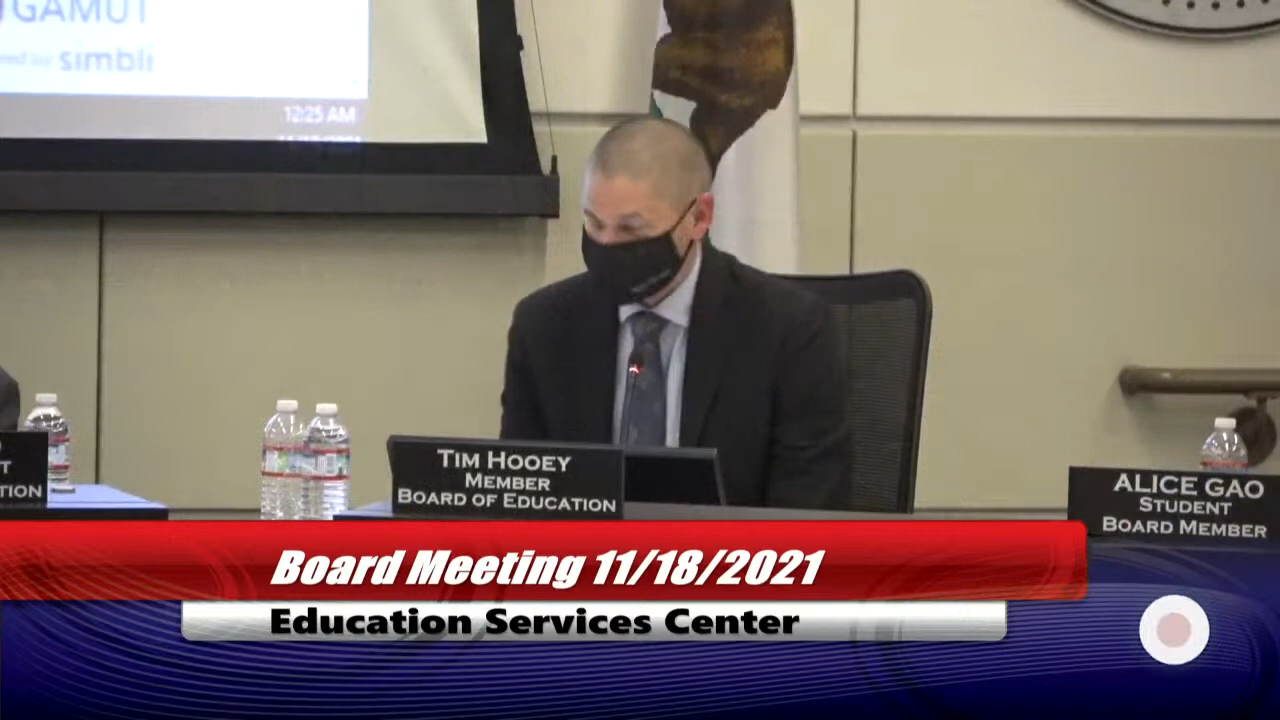 GAMUT
simbli
12:25 AM
TIM HOOEY
MEMBER
BOARD OF EDUCATION
ALICE GAO
STUDENT
BOARD MEMBER
Board Meeting 11/18/2021
Education Services Center